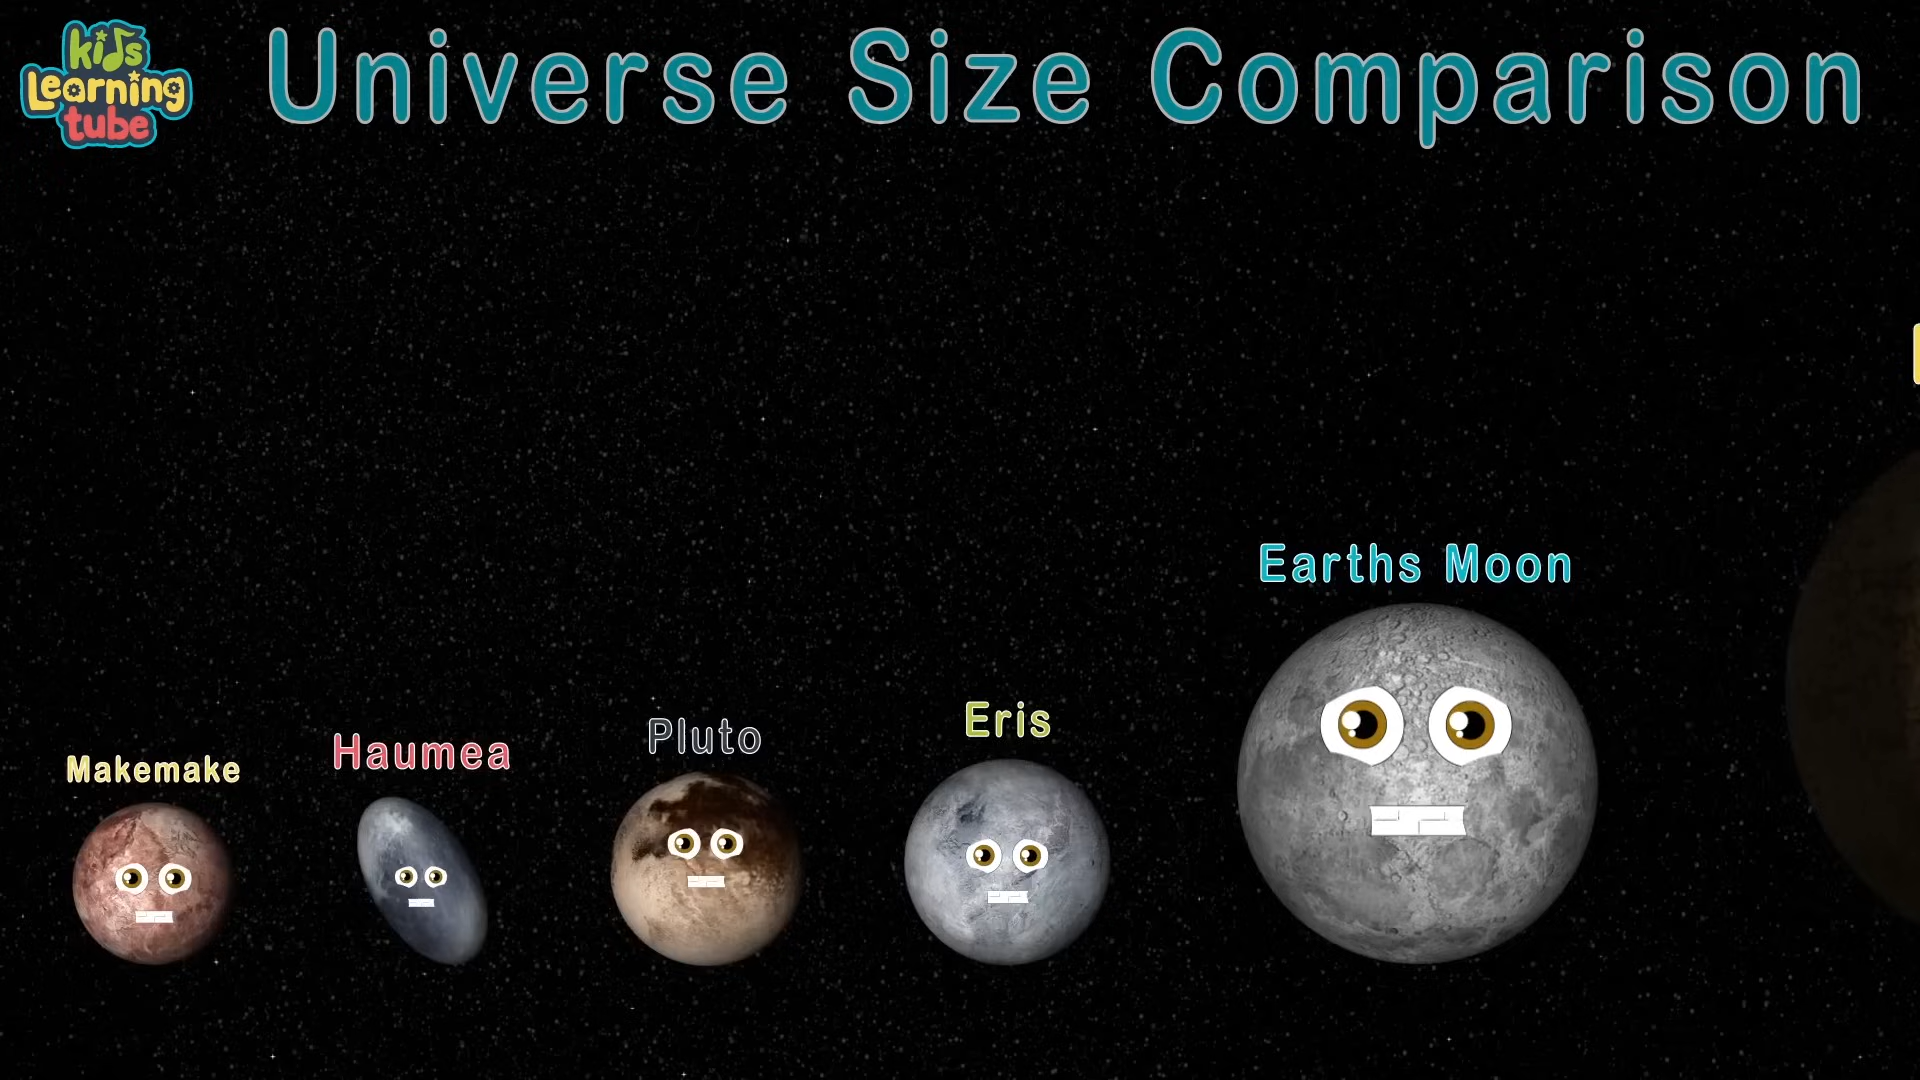 kids
Learning
tube
Universe Size Comparison
Earths Moon
Eris
Pluto
Haumea
Makemake